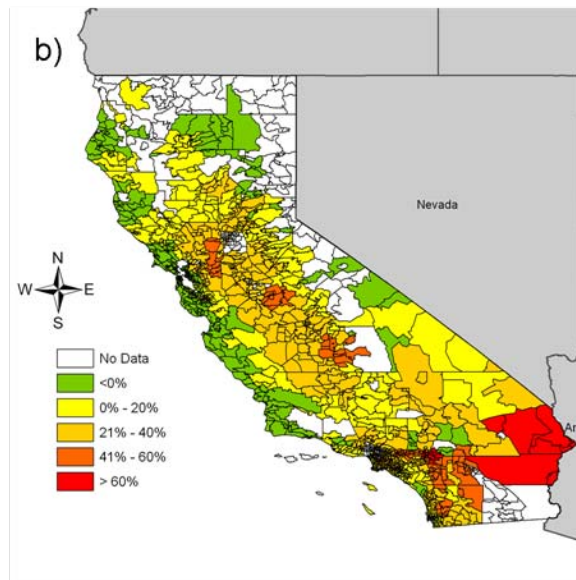 b)
Nevada
N
W
E
S
No Data
<0%
0% - 20%
21% - 40%
41% - 60%
> 60%